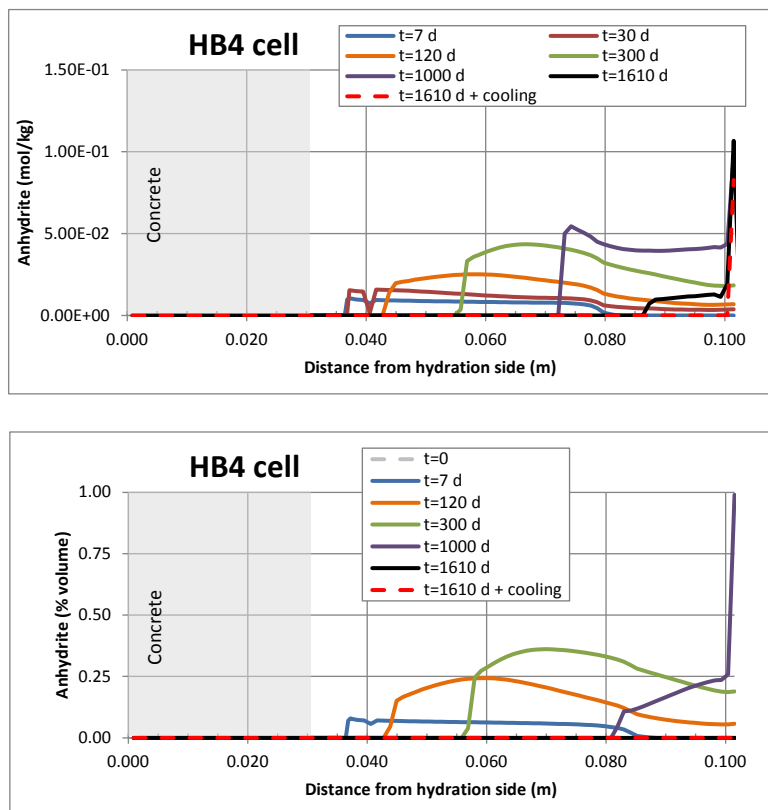 HB4 cell
t=7 d
t=30 d
t=120 d
t=300 d
t=1000 d
t=1610 d
t=1610 d + cooling
1.50E-01
1.00E-01
5.00E-02
0.00E+00
Anhydrite (mol/kg)
Concrete
0.000
0.020
0.040
0.060
0.080
0.100
Distance from hydration side (m)
HB4 cell
t=0
t=7 d
t=120 d
t=300 d
t=1000 d
t=1610 d
t=1610 d + cooling
1.00
0.75
0.50
0.25
0.00
Anhydrite (% volume)
Concrete
0.000
0.020
0.040
0.060
0.080
0.100
Distance from hydration side (m)